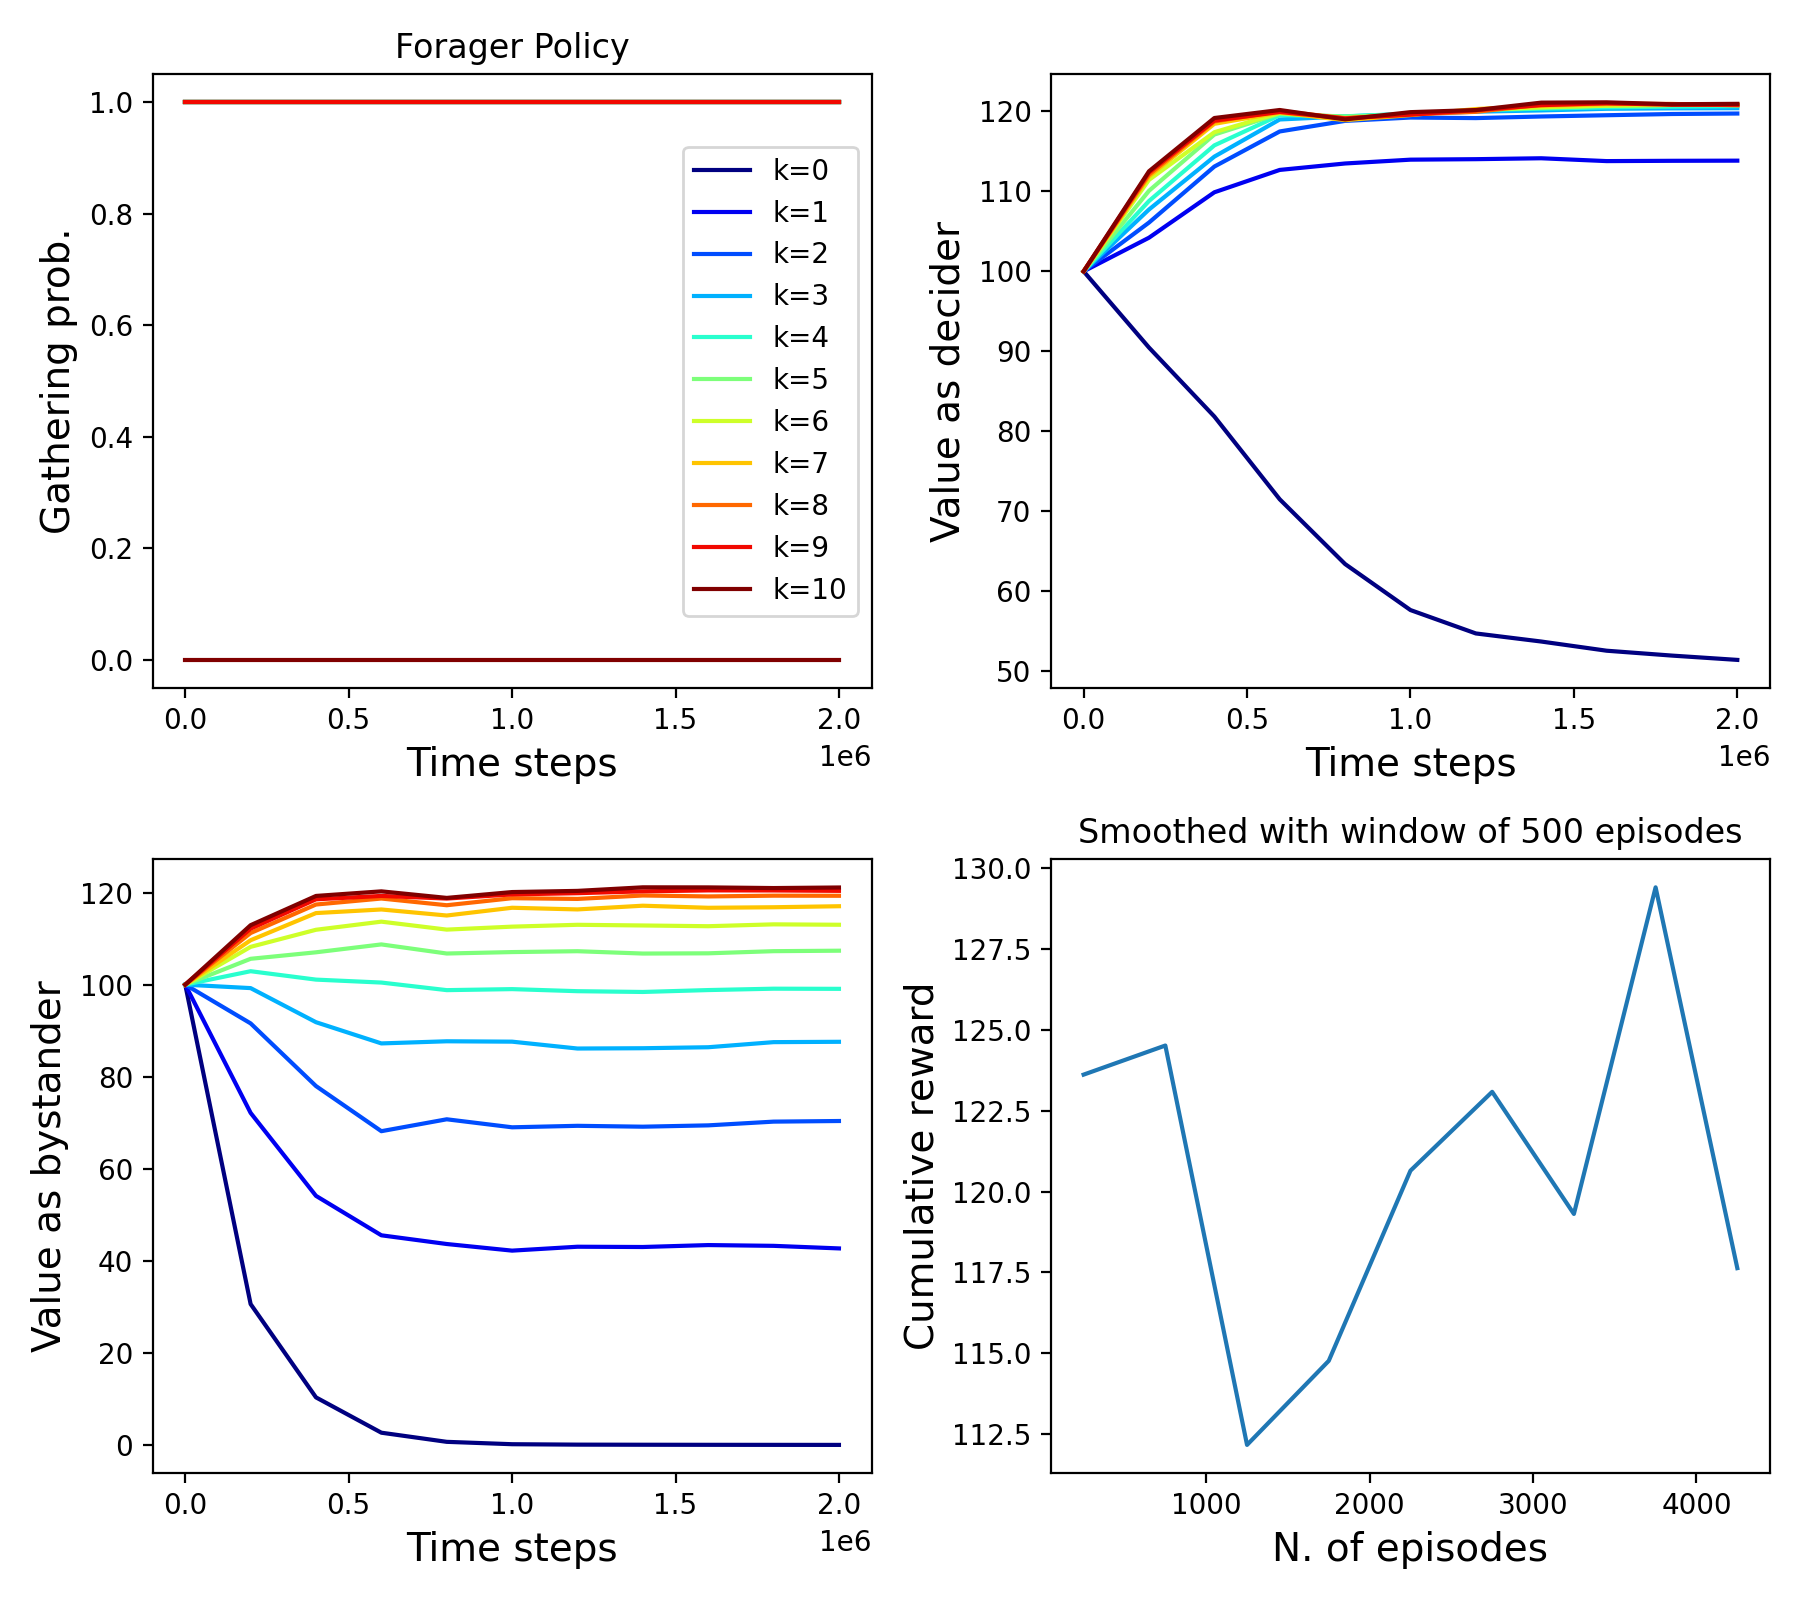 Forager Policy
Gathering prob.
1.0
0.8
0.6
0.4
0.2
0.0
k=0
k=1
k=2
k=3
k=4
k=5
k=6
k=7
k=8
k=9
k=10
0.0 0.5 1.0 1.5 2.0
1e6
Time steps
Value as decider
120
110
100
90
80
70
60
50
0.0 0.5 1.0 1.5 2.0
1e6
Time steps
Value as bystander
120
100
80
60
40
20
0
0.0 0.5 1.0 1.5 2.0
1e6
Time steps
Smoothed with window of 500 episodes
Cumulative reward
130.0
127.5
125.0
122.5
120.0
117.5
115.0
112.5
1000 2000 3000 4000
N. of episodes